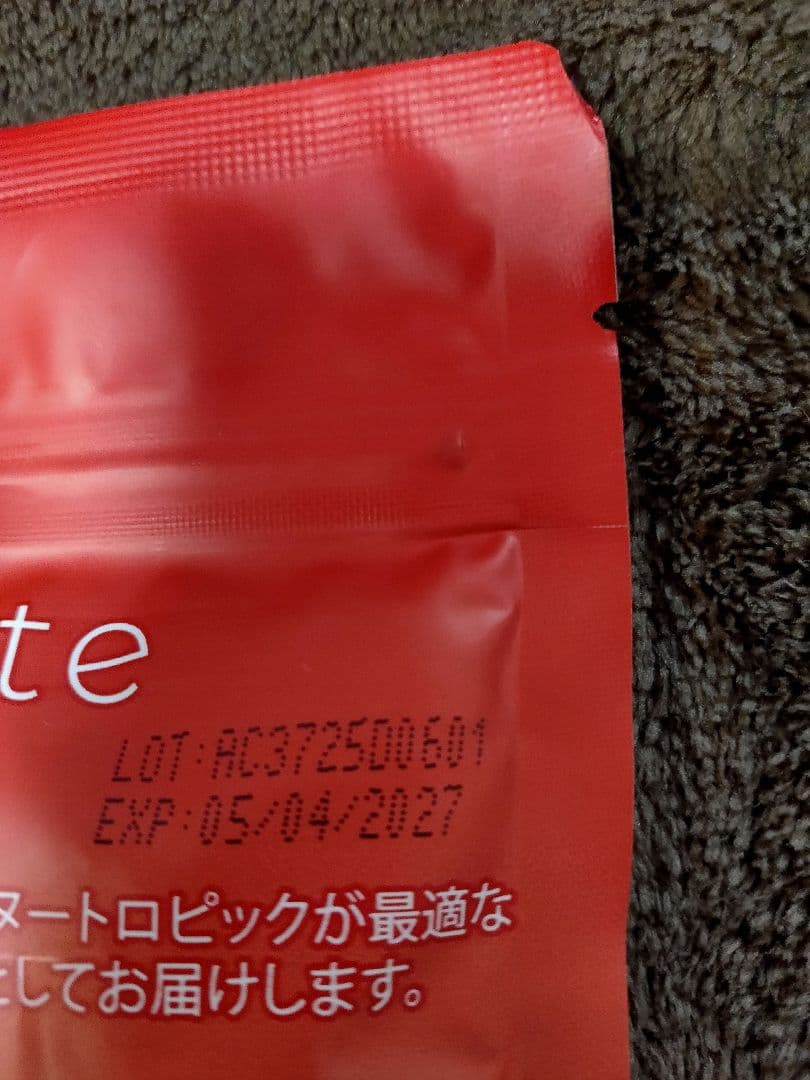 te
LOT:AC3725D0601
EXP:05/04/2027
ヌートロピックが最適な
としてお届けします。